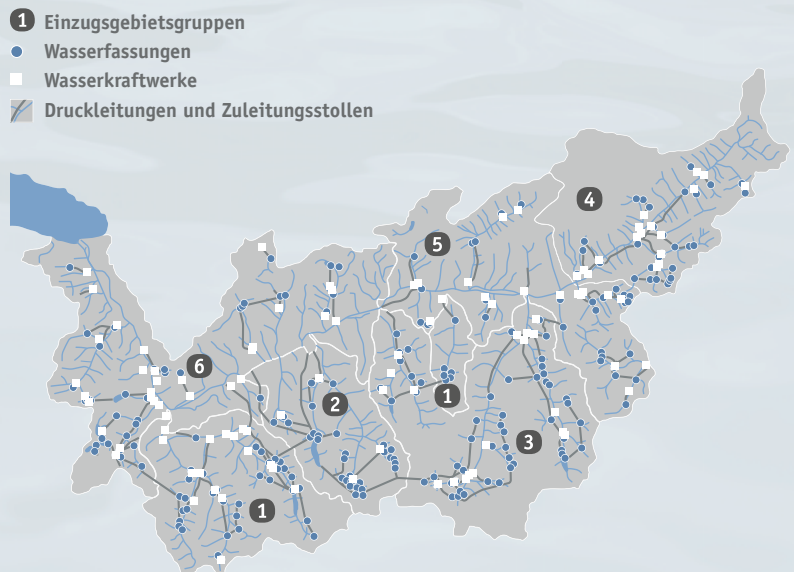 1 Einzugsgebietsgruppen
Wasserfassungen
Wasserkraftwerke
Druckleitungen und Zuleitungsstollen
4
5
6
1
2
3
1